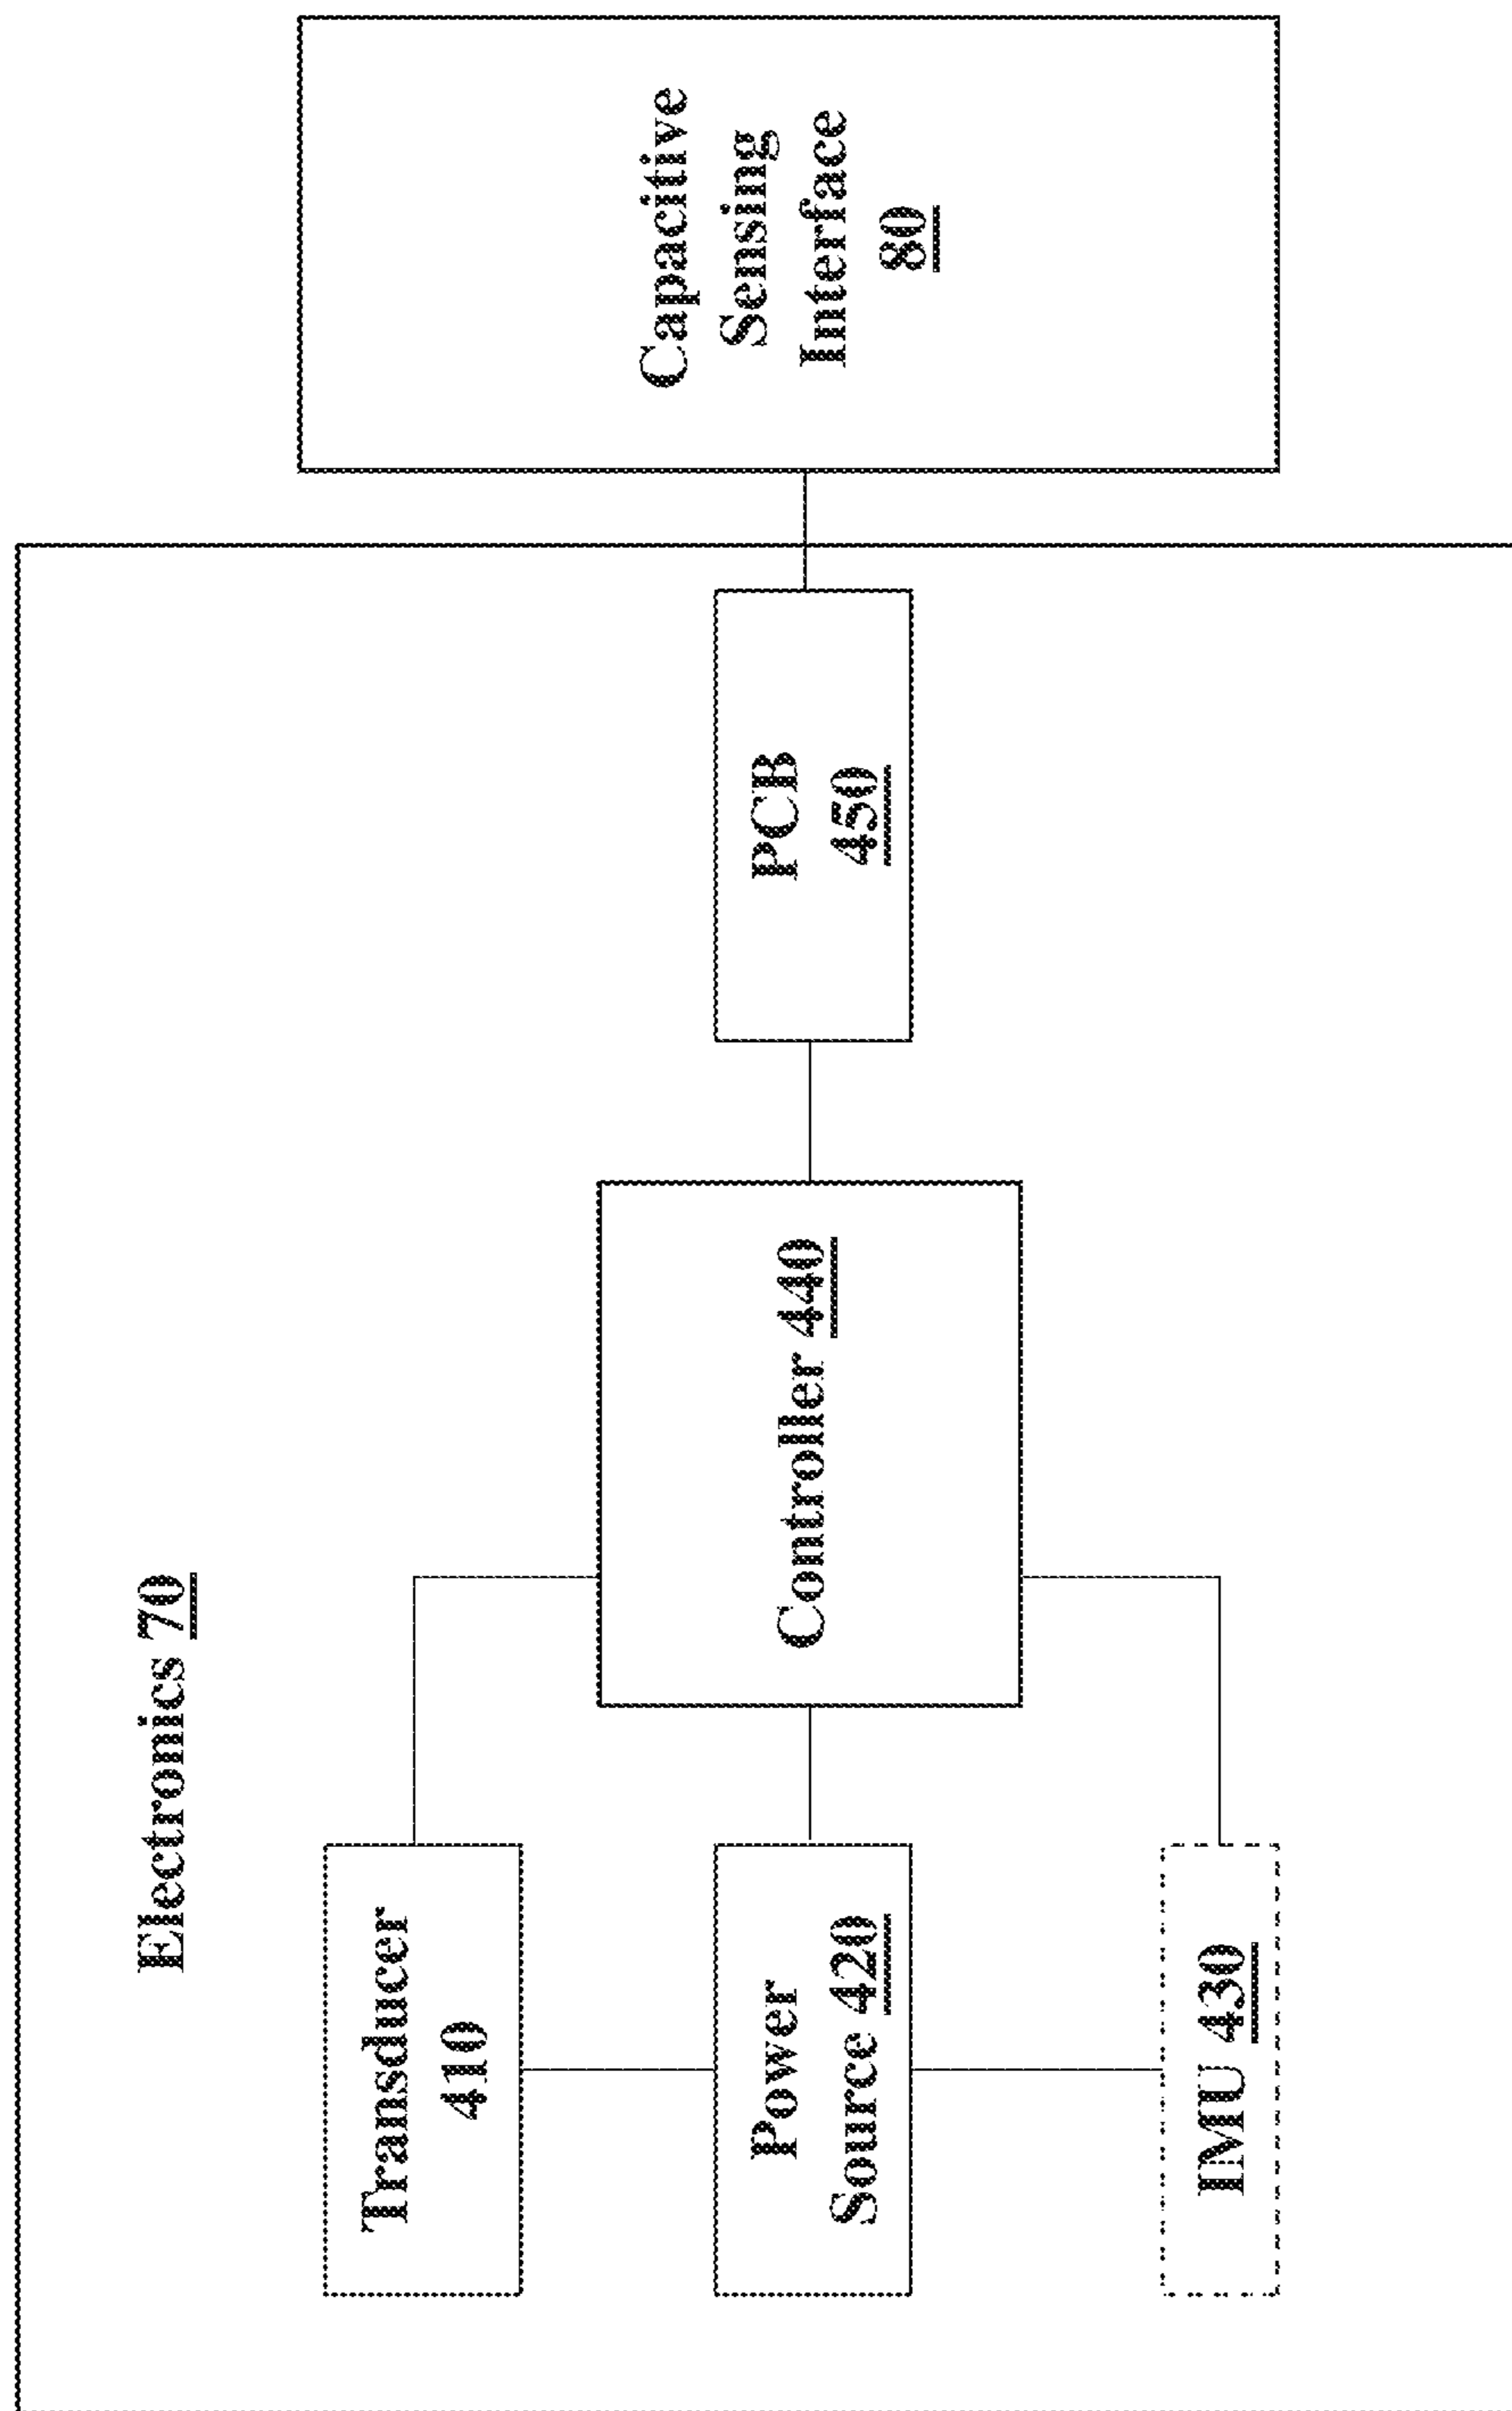 Electronics 70
Transducer
410
Power
Source 420
IMU 430
Controller 440
PCB
450
Capacitive
Sensing
Interface
80